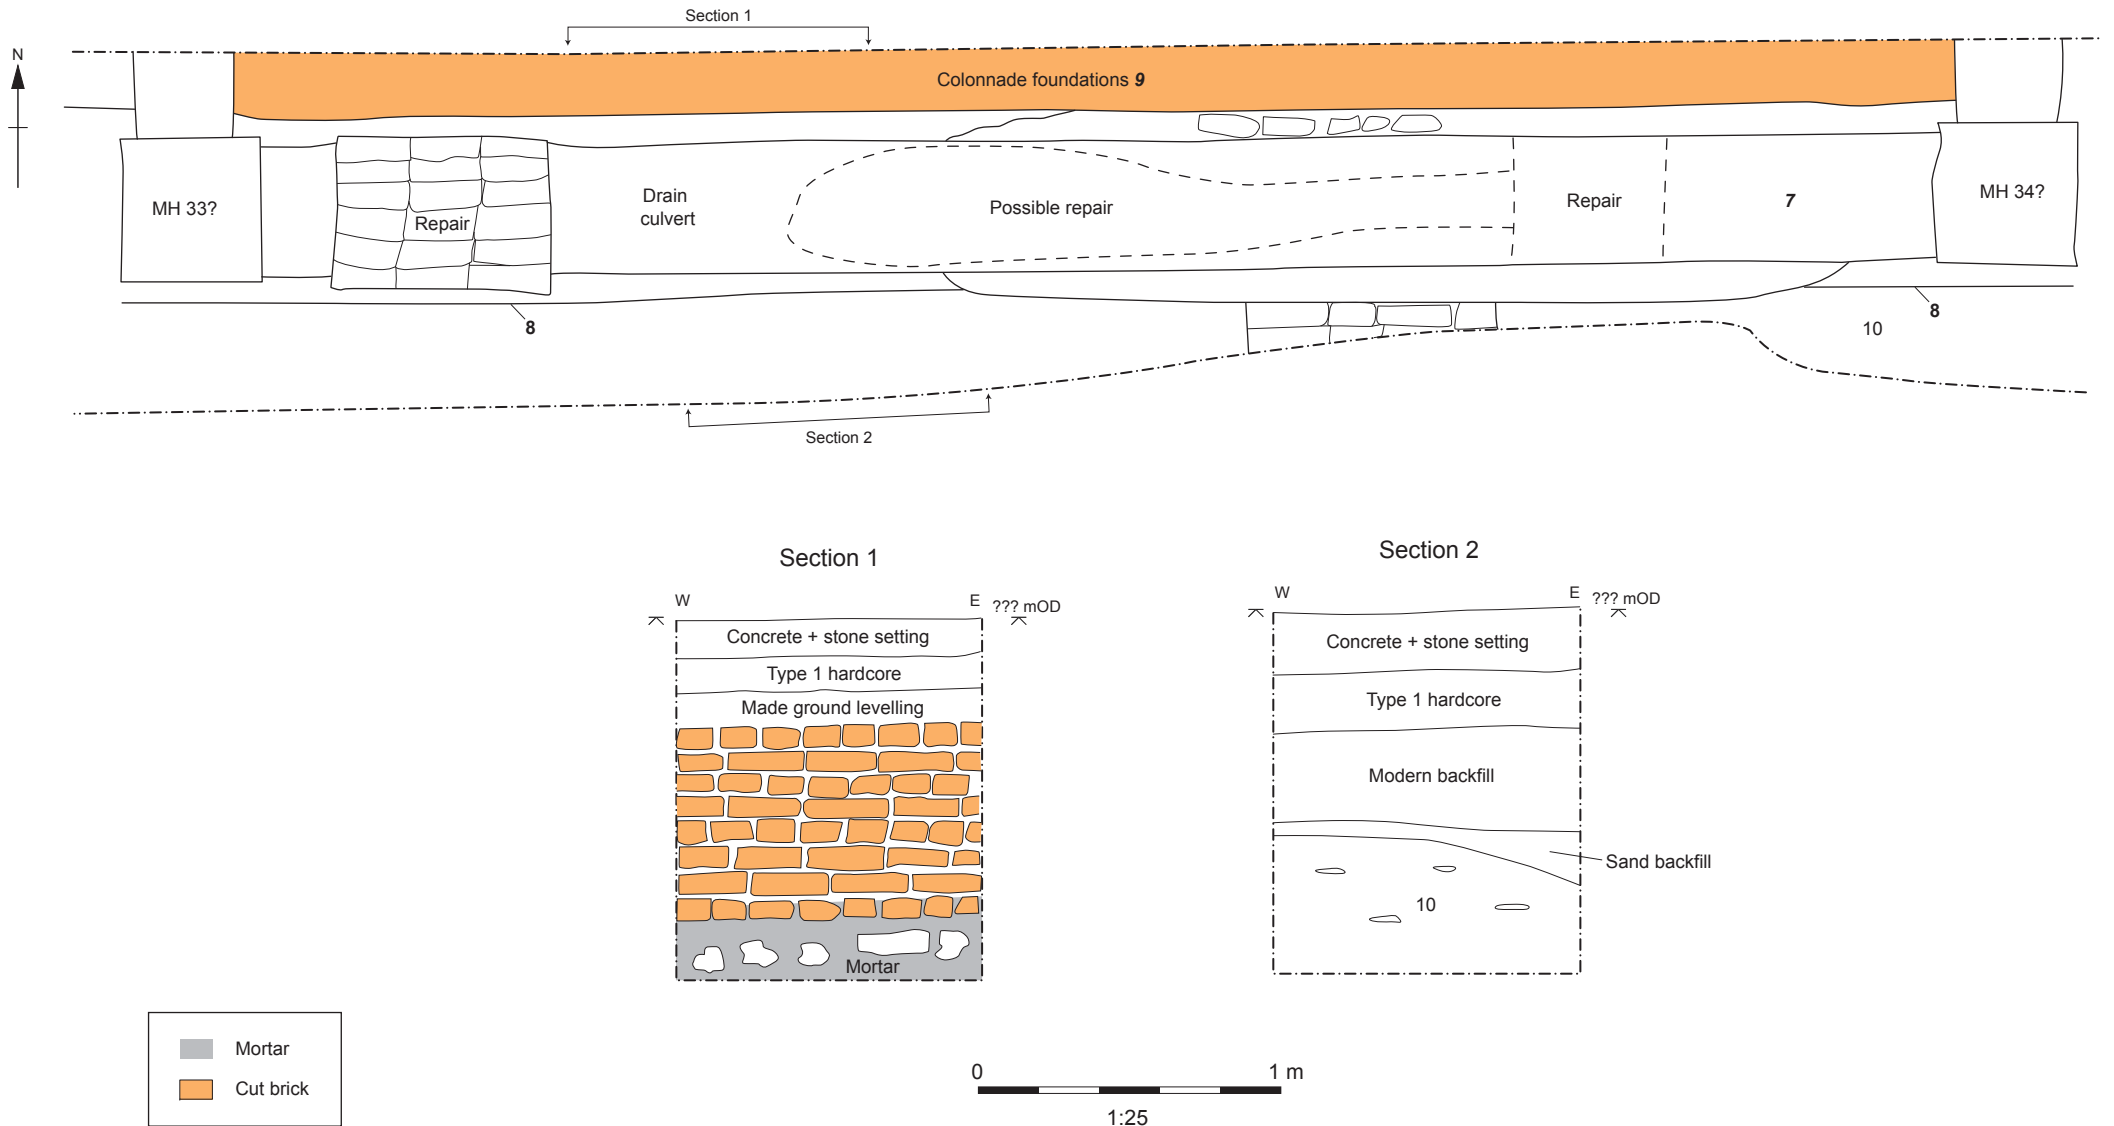 Section 1
N
Colonnade foundations 9
MH 33?
Repair
Drain
culvert
Possible repair
Repair
7
MH 34?
8
8
10
Section 2
Section 1
W
E
??? mOD
Concrete + stone setting
Type 1 hardcore
Made ground levelling
Mortar
Section 2
W
E
??? mOD
Concrete + stone setting
Type 1 hardcore
Modern backfill
Sand backfill
10
Mortar
Cut brick
0
1 m
1:25